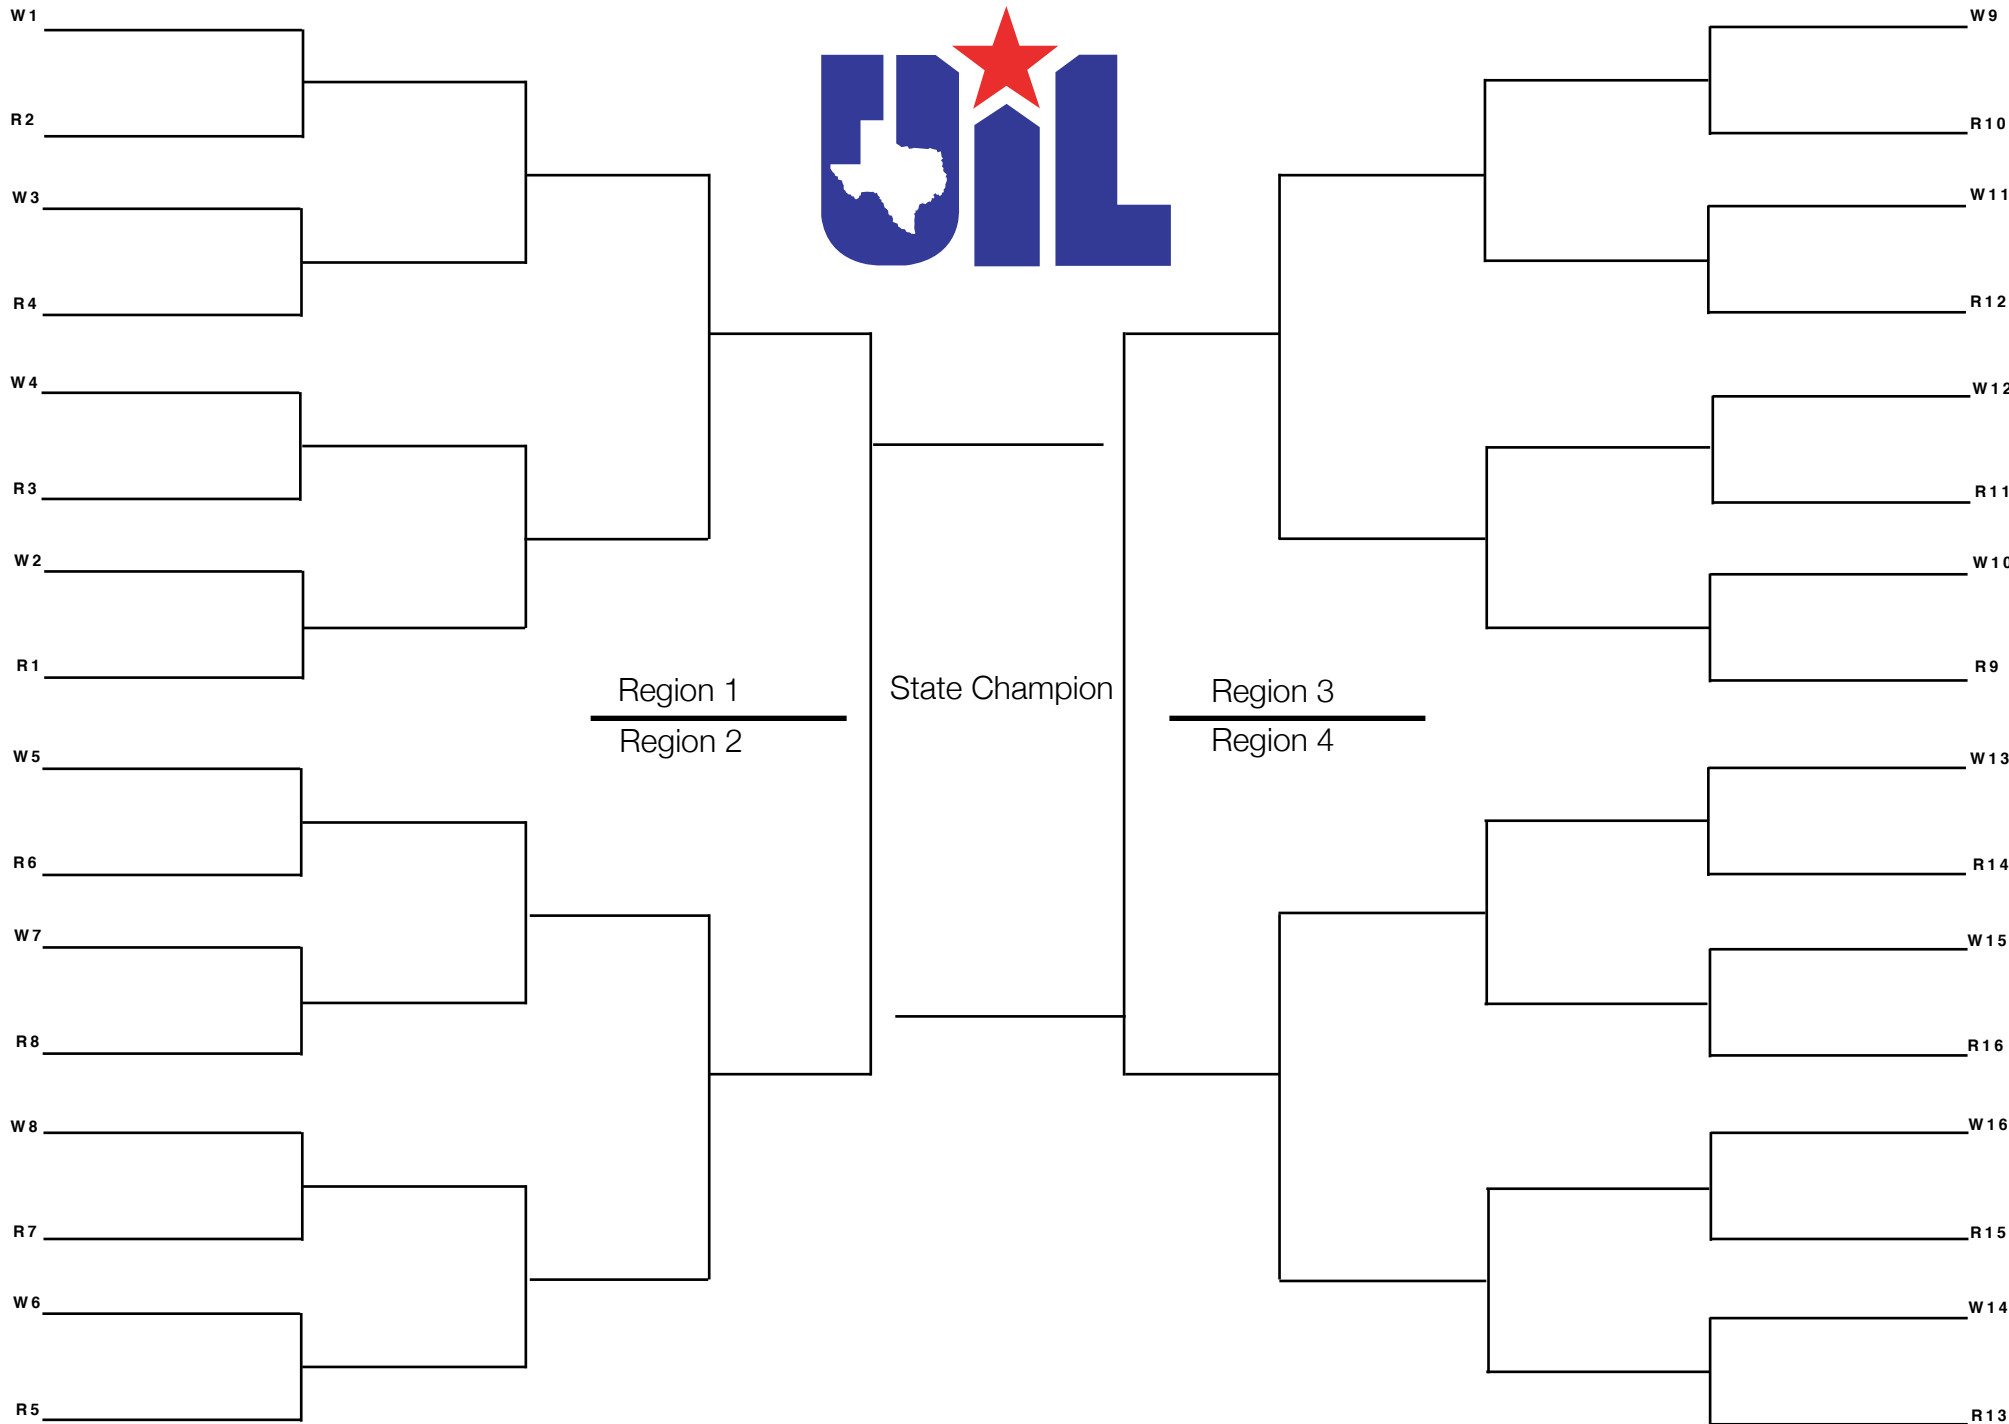 W1
R2
W3
R4
W4
R3
W2
R1
W5
R6
W7
R8
W8
R7
W6
R5
UiL
Region 1
Region 2
State Champion
Region 3
Region 4
W9
R10
W11
R12
W12
R11
W10
R9
W13
R14
W15
R16
W16
R15
W14
R13